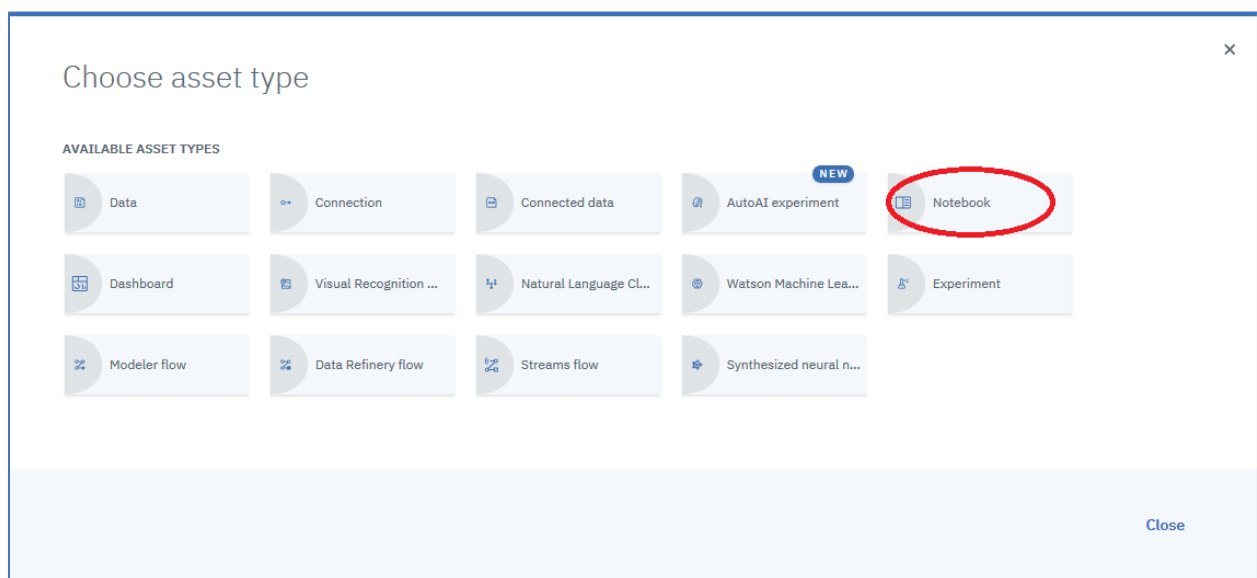 ×
Choose asset type
AVAILABLE ASSET TYPES
NEW
Data
Connection
Connected data
AutoAI experiment
Notebook
Dashboard
Visual Recognition ...
Natural Language Cl...
Watson Machine Lea...
Experiment
Modeler flow
Data Refinery flow
Streams flow
Synthesized neural n...
Close